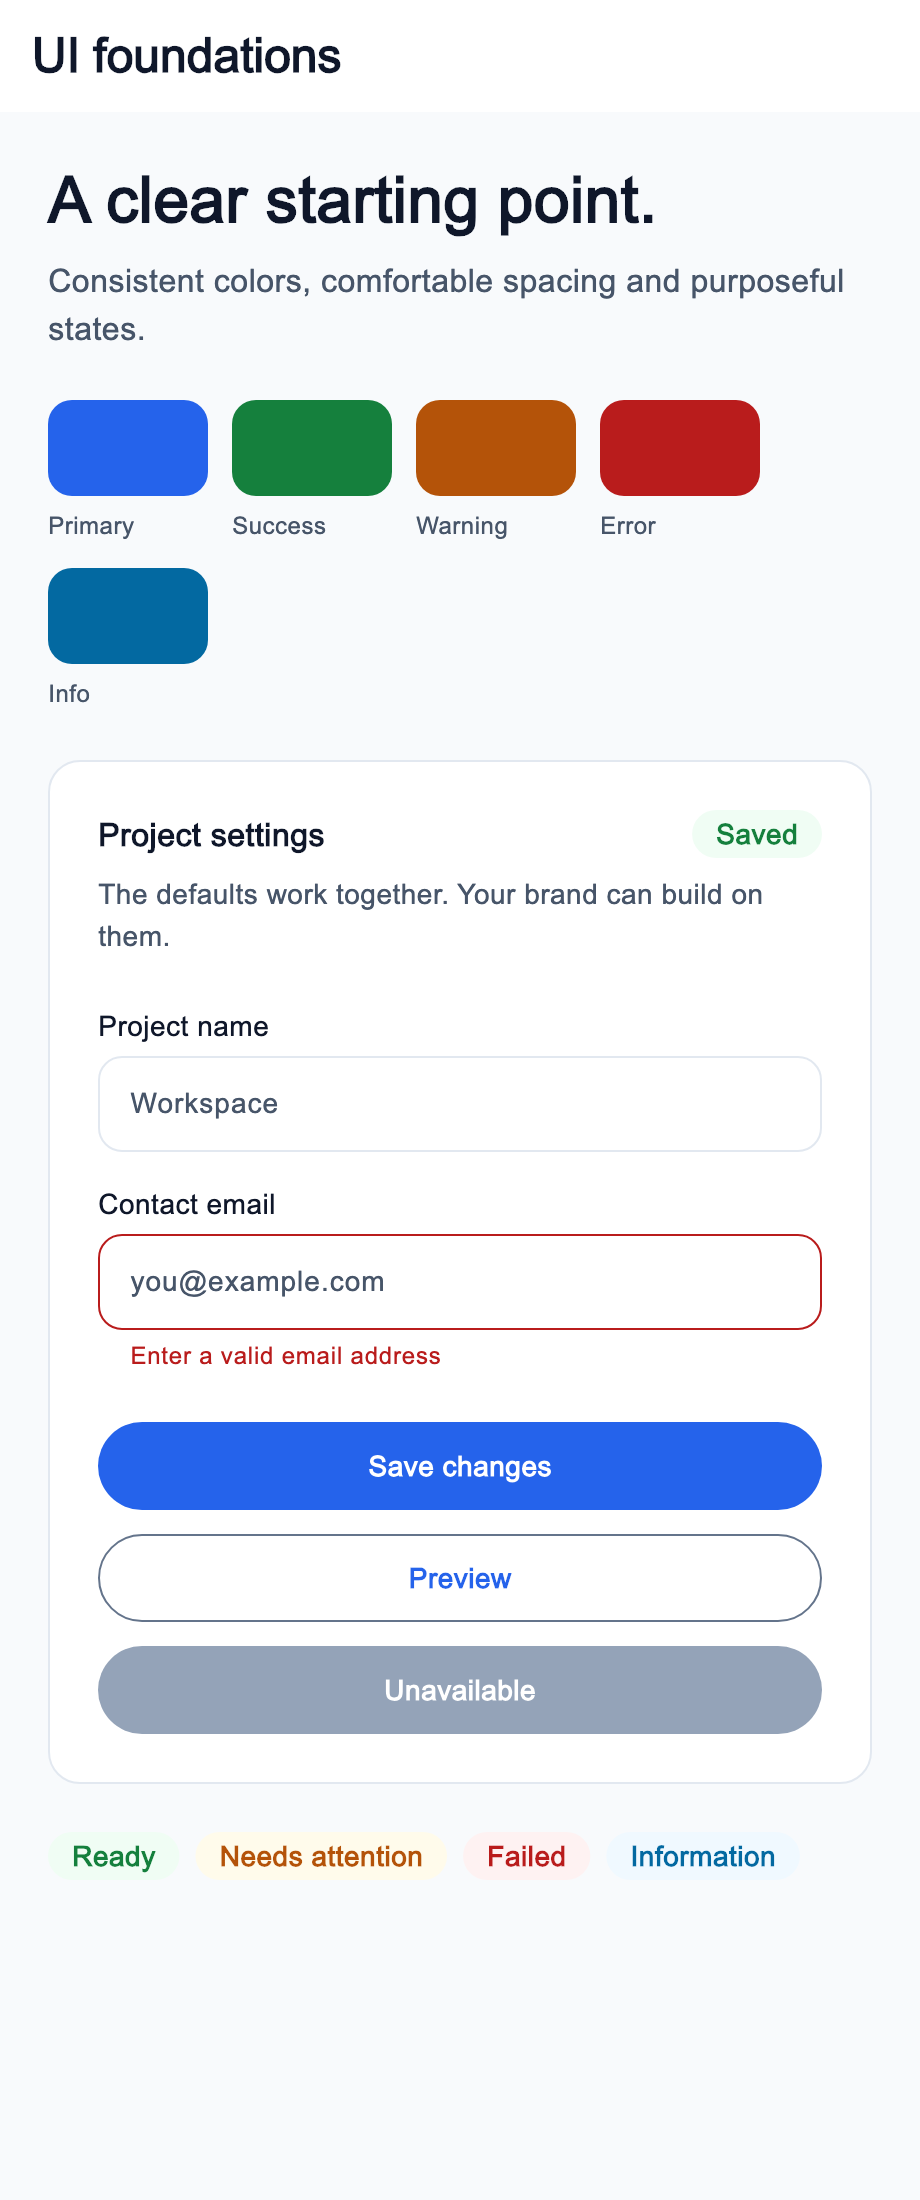 UI foundations
A clear starting point.
Consistent colors, comfortable spacing and purposeful
states.
Primary
Success
Warning
Error
Info
Project settings
Saved
The defaults work together. Your brand can build on
them.
Project name
Workspace
Contact email
you@example.com
Enter a valid email address
Save changes
Preview
Unavailable
Ready
Needs attention
Failed
Information